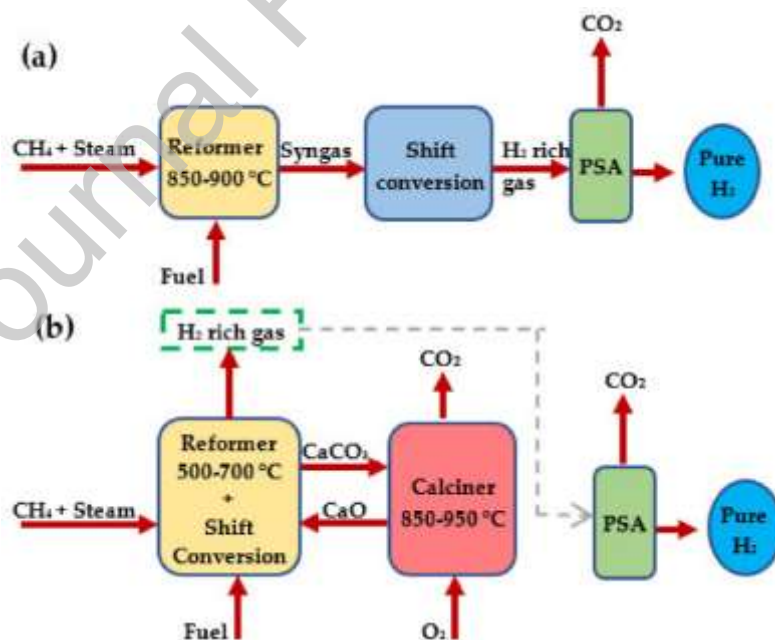 CO₂
(a)
CH₄ + Steam
Reformer
850-900 °C
Syngas
Shift
conversion
H₂ rich
gas
PSA
Pure
H₂
Fuel
(b)
H₂ rich gas
CO₂
CO₂
Reformer
500-700 °C
+
Shift
Conversion
CaCO₃
CaO
Calciner
850-950 °C
CH₄ + Steam
PSA
Pure
H₂
Fuel
O₂